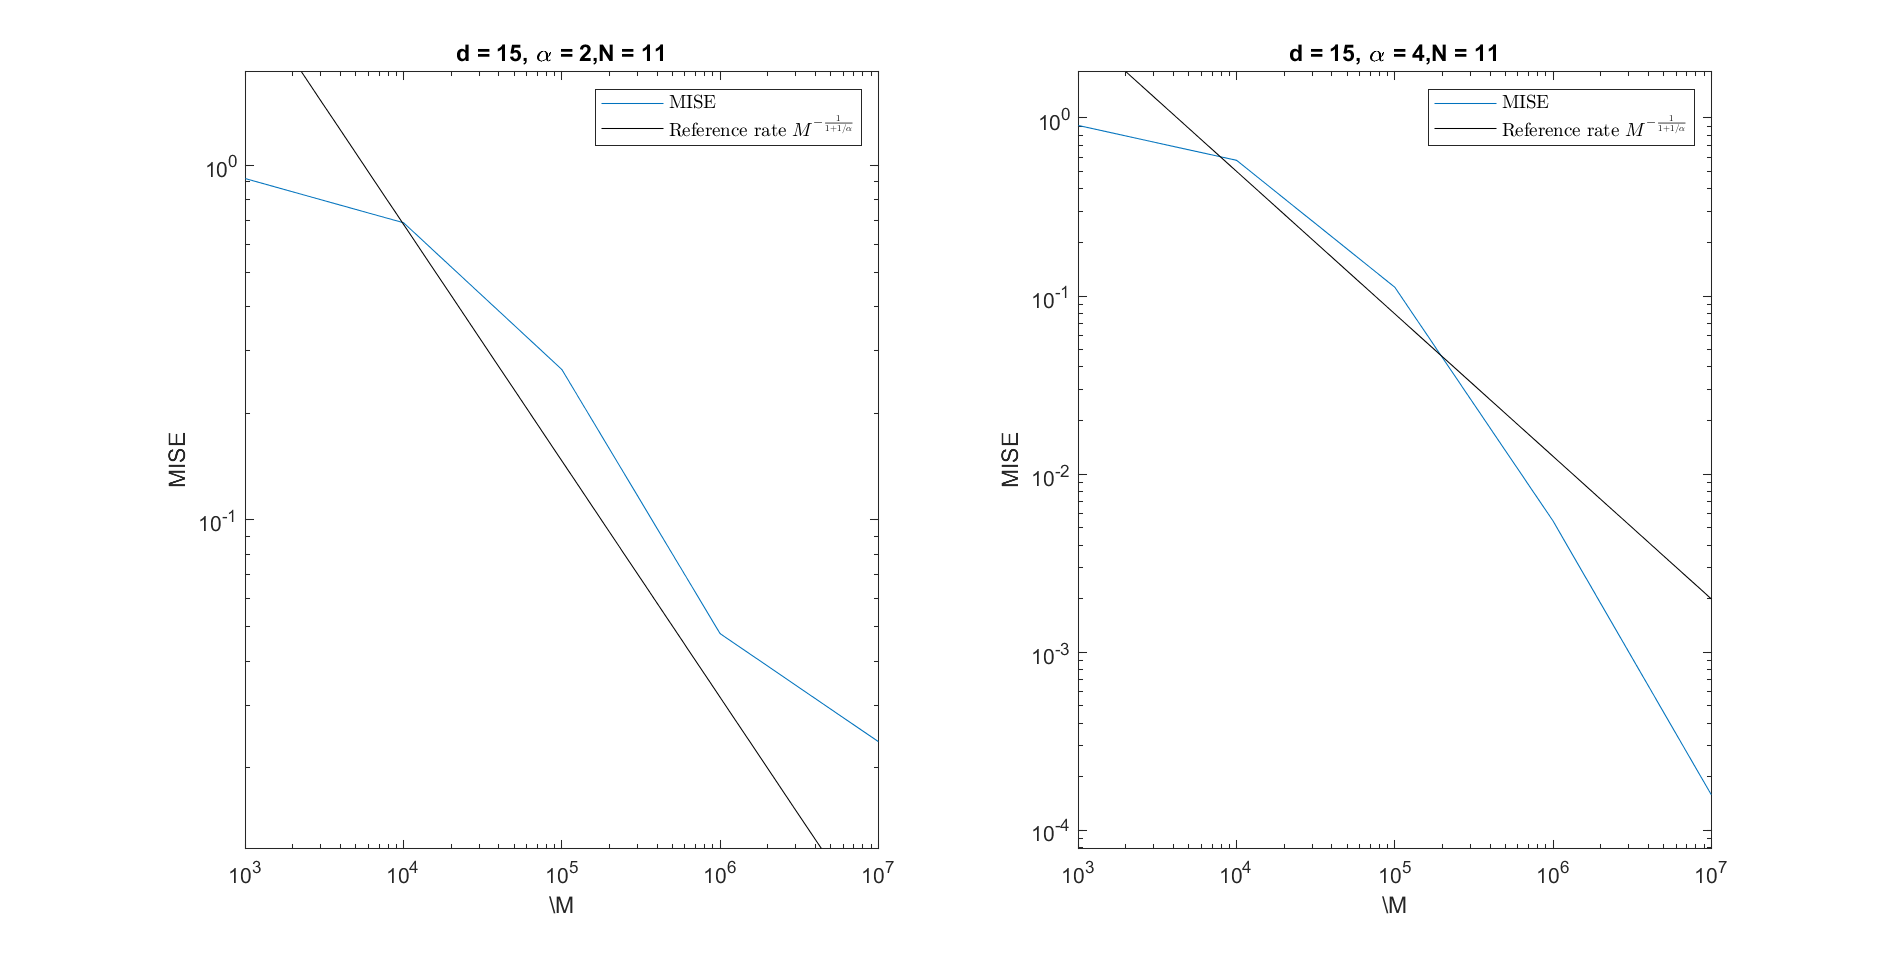 d = 15, α = 2,N = 11
MISE
Reference rate M^{-\frac{1}{1+1/α}}
10^0
10^{-1}
MISE
10^3 10^4 10^5 10^6 10^7
\M
d = 15, α = 4,N = 11
MISE
Reference rate M^{-\frac{1}{1+1/α}}
10^0
10^{-1}
10^{-2}
10^{-3}
10^{-4}
MISE
10^3 10^4 10^5 10^6 10^7
\M